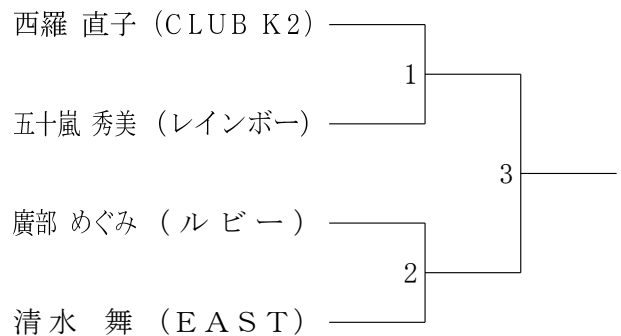 西羅 直子 (CLUB K2)
1
五十嵐 秀美 (レインボー)
3
廣部 めぐみ (ルビー)
2
清水 舞 (EAST)